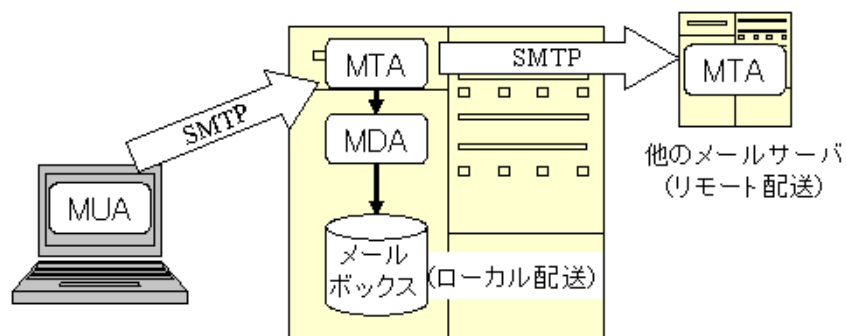 MTA
SMTP
MTA
SMTP
MDA
他のメールサーバ
(リモート配送)
MUA
メール
ボックス
(ローカル配送)